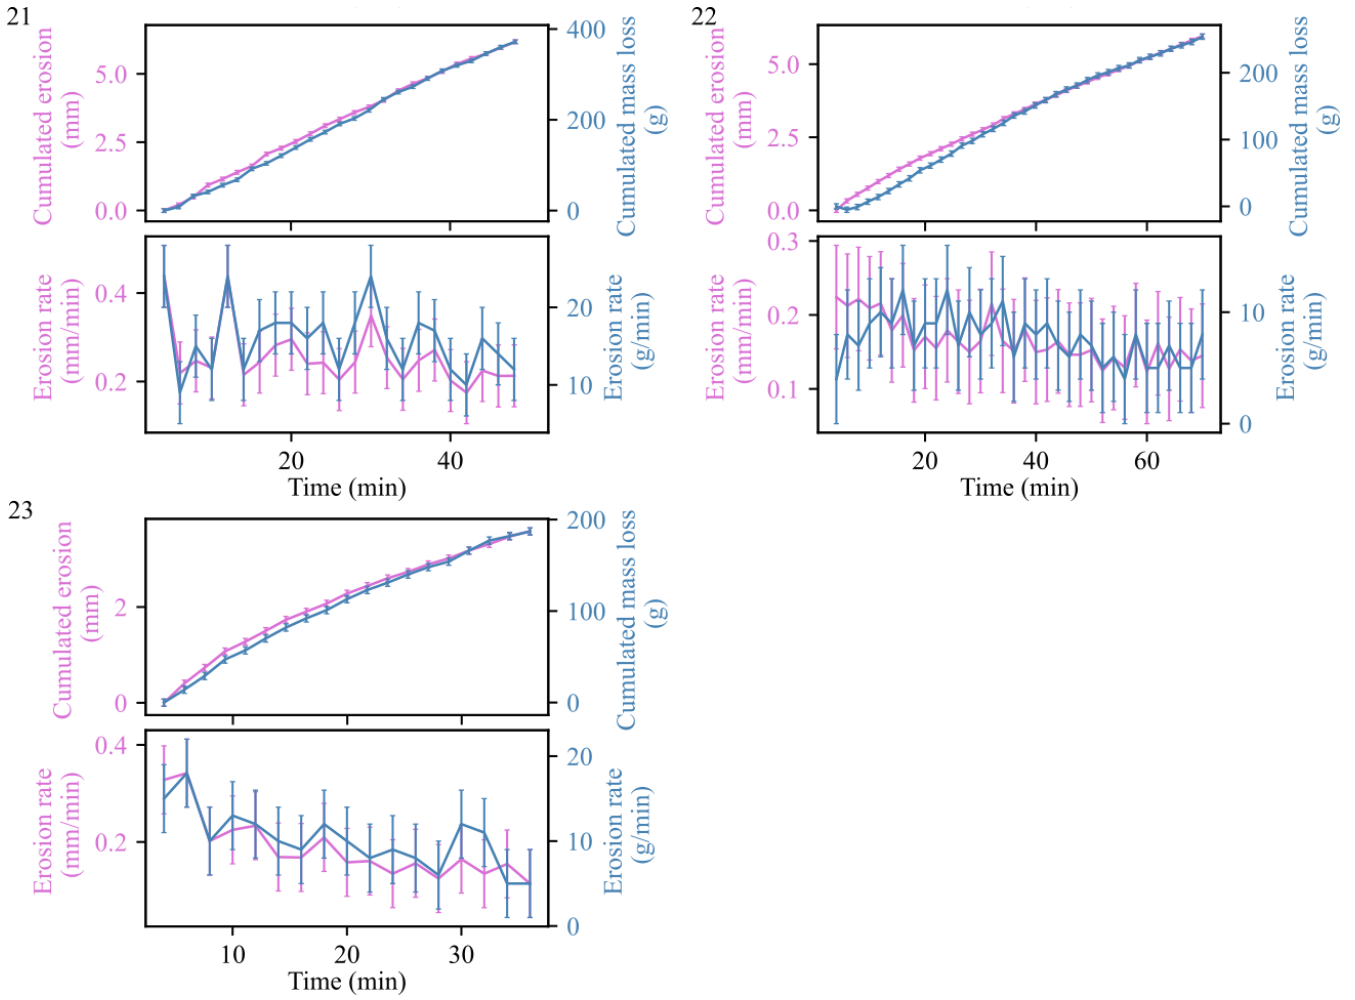 21
Cumulated erosion
(mm)
5.0
2.5
0.0
400
200
0
Cumulated mass loss
(g)
Erosion rate
(mm/min)
0.4
0.2
20
10
Erosion rate
(g/min)
20 40
Time (min)
22
Cumulated erosion
(mm)
5.0
2.5
0.0
200
100
0
Cumulated mass loss
(g)
Erosion rate
(mm/min)
0.3
0.2
0.1
10
0
Erosion rate
(g/min)
20 40 60
Time (min)
23
Cumulated erosion
(mm)
2
0
200
100
0
Cumulated mass loss
(g)
Erosion rate
(mm/min)
0.4
0.2
20
10
0
Erosion rate
(g/min)
10 20 30
Time (min)